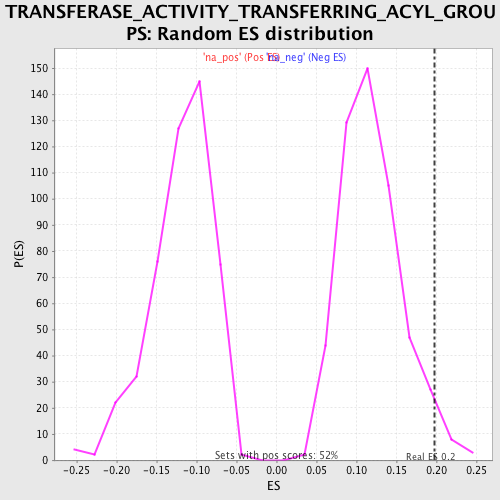 TRANSFERASE_ACTIVITY_TRANSFERRING_ACYL_GROU
PS: Random ES distribution
'na_pos' (Pos ES)
'na_neg' (Neg ES)
150
140
130
120
110
100
90
80
70
60
50
40
30
20
10
0
P(ES)
Sets with pos scores: 52%
Real ES 0.2
-0.25 -0.20 -0.15 -0.10 -0.05 0.00 0.05 0.10 0.15 0.20 0.25
ES